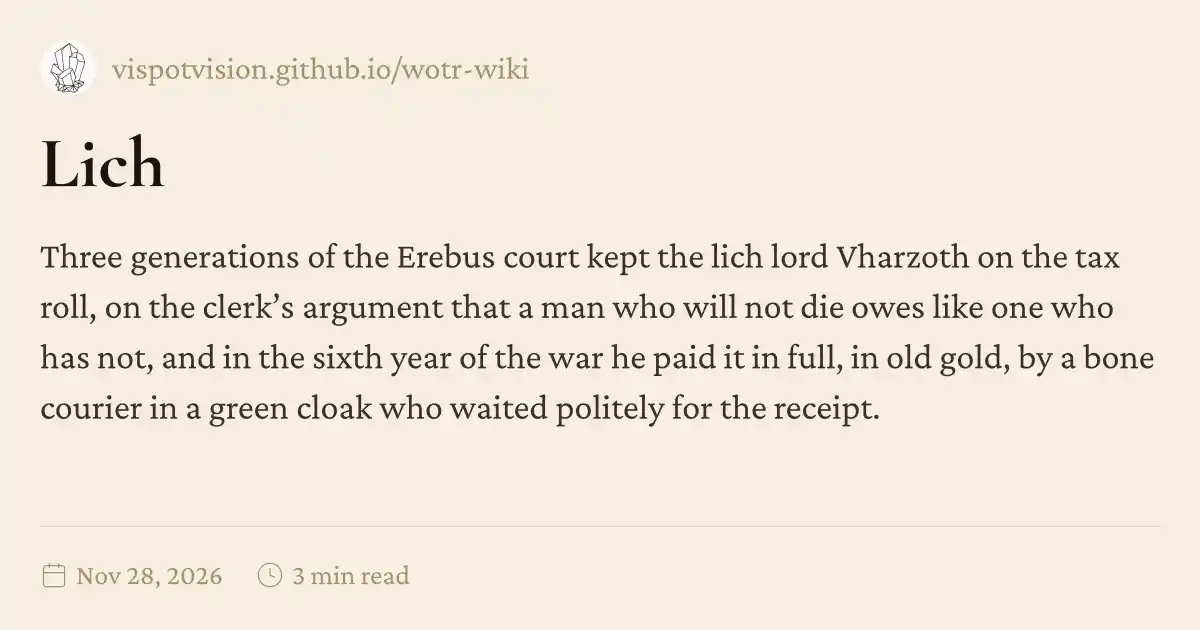 vispotvision.github.io/wotr-wiki
Lich
Three generations of the Erebus court kept the lich lord Vharzoth on the tax
roll, on the clerk’s argument that a man who will not die owes like one who
has not, and in the sixth year of the war he paid it in full, in old gold, by a bone
courier in a green cloak who waited politely for the receipt.
Nov 28, 2026
3 min read